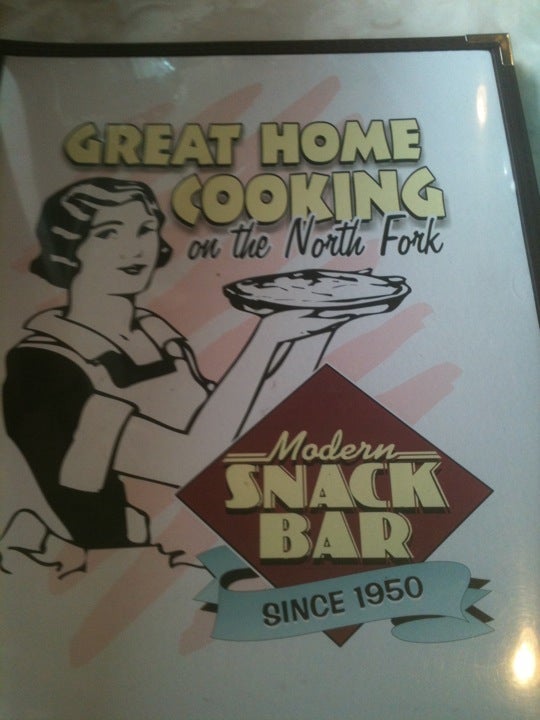 GREAT HOME
COOKING
on the North Fork
Modern
SNACK
BAR
SINCE 1950